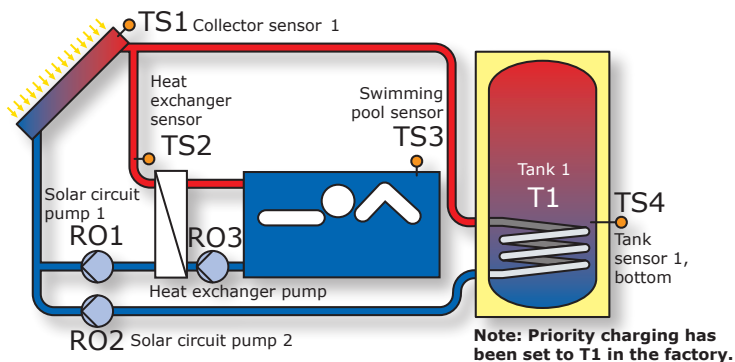 TS1 Collector sensor 1
Heat
exchanger
sensor
TS2
Swimming
pool sensor
TS3
Tank 1
T1
TS4
Tank
sensor 1,
bottom
Solar circuit
pump 1
RO1
RO3
Heat exchanger pump
RO2 Solar circuit pump 2
Note: Priority charging has
been set to T1 in the factory.